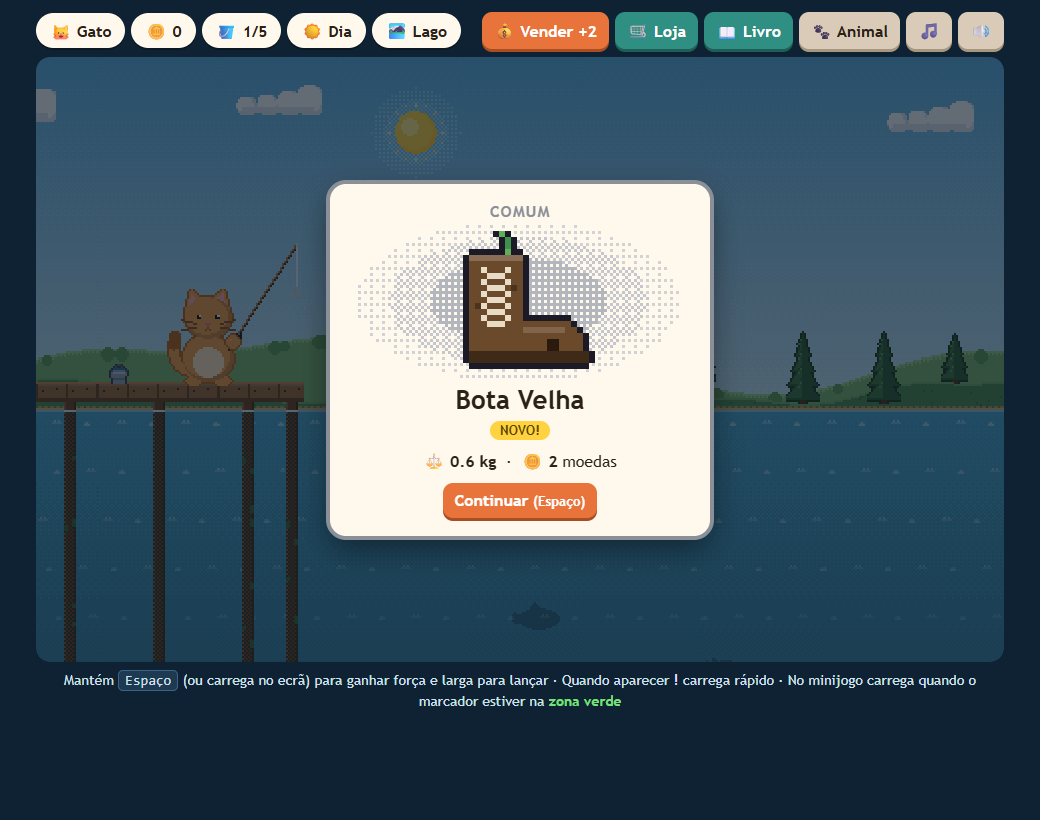 Gato
0
1/5
Dia
Lago
Vender +2
Loja
Livro
Animal
COMUM
Bota Velha
NOVO!
0.6 kg · 2 moedas
Continuar (Espaço)
Mantém Espaço (ou carrega no ecrã) para ganhar força e larga para lançar · Quando aparecer ! carrega rápido · No minijogo carrega quando o
marcador estiver na zona verde